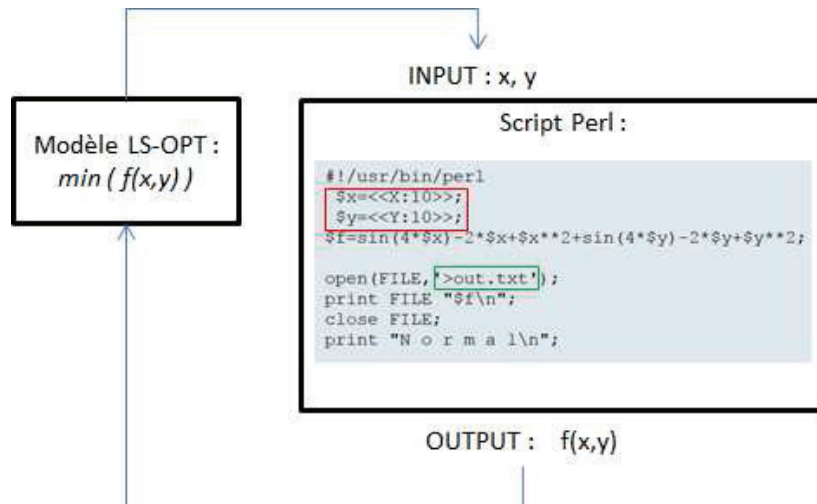 INPUT : x, y
Modèle LS-OPT :
min ( f(x,y) )
Script Perl :
#!/usr/bin/perl
$x=<<X:10>>;
$y=<<Y:10>>;
$f=sin(4*$x)-2*$x+$x**2+sin(4*$y)-2*$y+$y**2;
open(FILE,'>out.txt');
print FILE "$f\n";
close FILE;
print "N o r m a l\n";
OUTPUT : f(x,y)